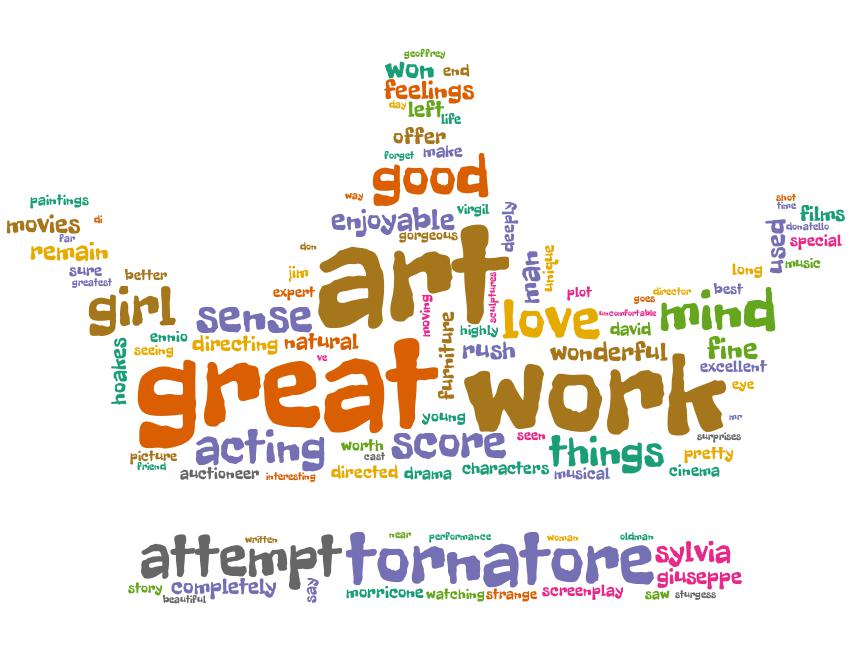 geoffrey
won end
feelings
day left
life
offer
forget make
good
way
paintings
movies di
far
remain
sure
greatest
enjoyable virgil
gorgeous
deeply
shot
time films
donatello
used special
music
don
art
jim
expert
better
girl sense
man
unique
sculptures
plot
long
goes director best
uncomfortable
love david mind
moving
furniture
highly
hoakes
ennio
seeing directing natural
rush wonderful fine
excellent
ve
eye
great work
young
mr
acting worth score seen things surprises
cast
pretty
picture
friend
auctioneer interesting directed drama characters musical cinema
written near performance woman oldman
attempt tornatore sylvia
giuseppe
story completely say morricone watching strange screenplay saw sturgess
beautiful